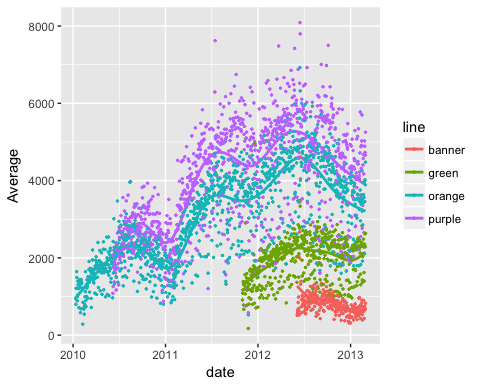 8000
6000
4000
2000
0
Average
2010
2011
2012
2013
date
line
banner
green
orange
purple